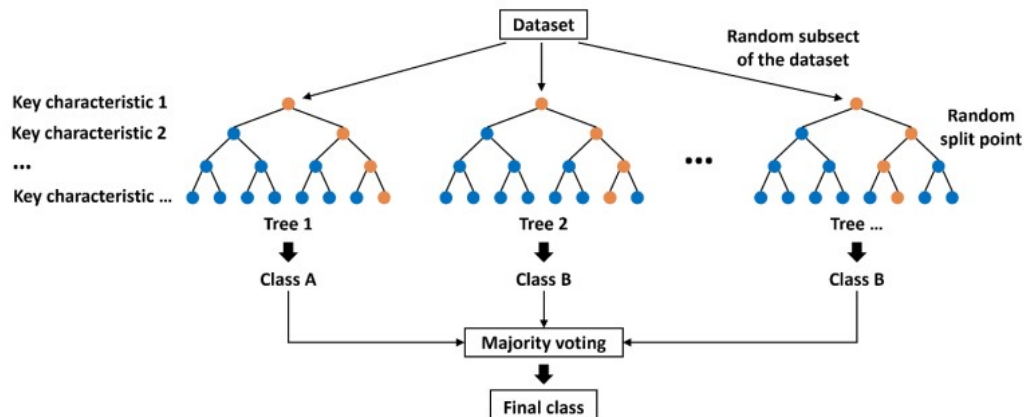 Dataset
Random subsect
of the dataset
Key characteristic 1
Key characteristic 2
...
Key characteristic ...
Random
split point
...
Tree 1
Tree 2
Tree ...
Class A
Class B
Class B
Majority voting
Final class